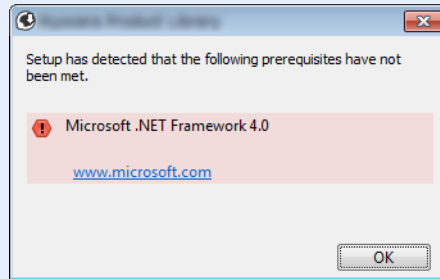 Setup has detected that the following prerequisites have not
been met.
Microsoft .NET Framework 4.0
www.microsoft.com
OK